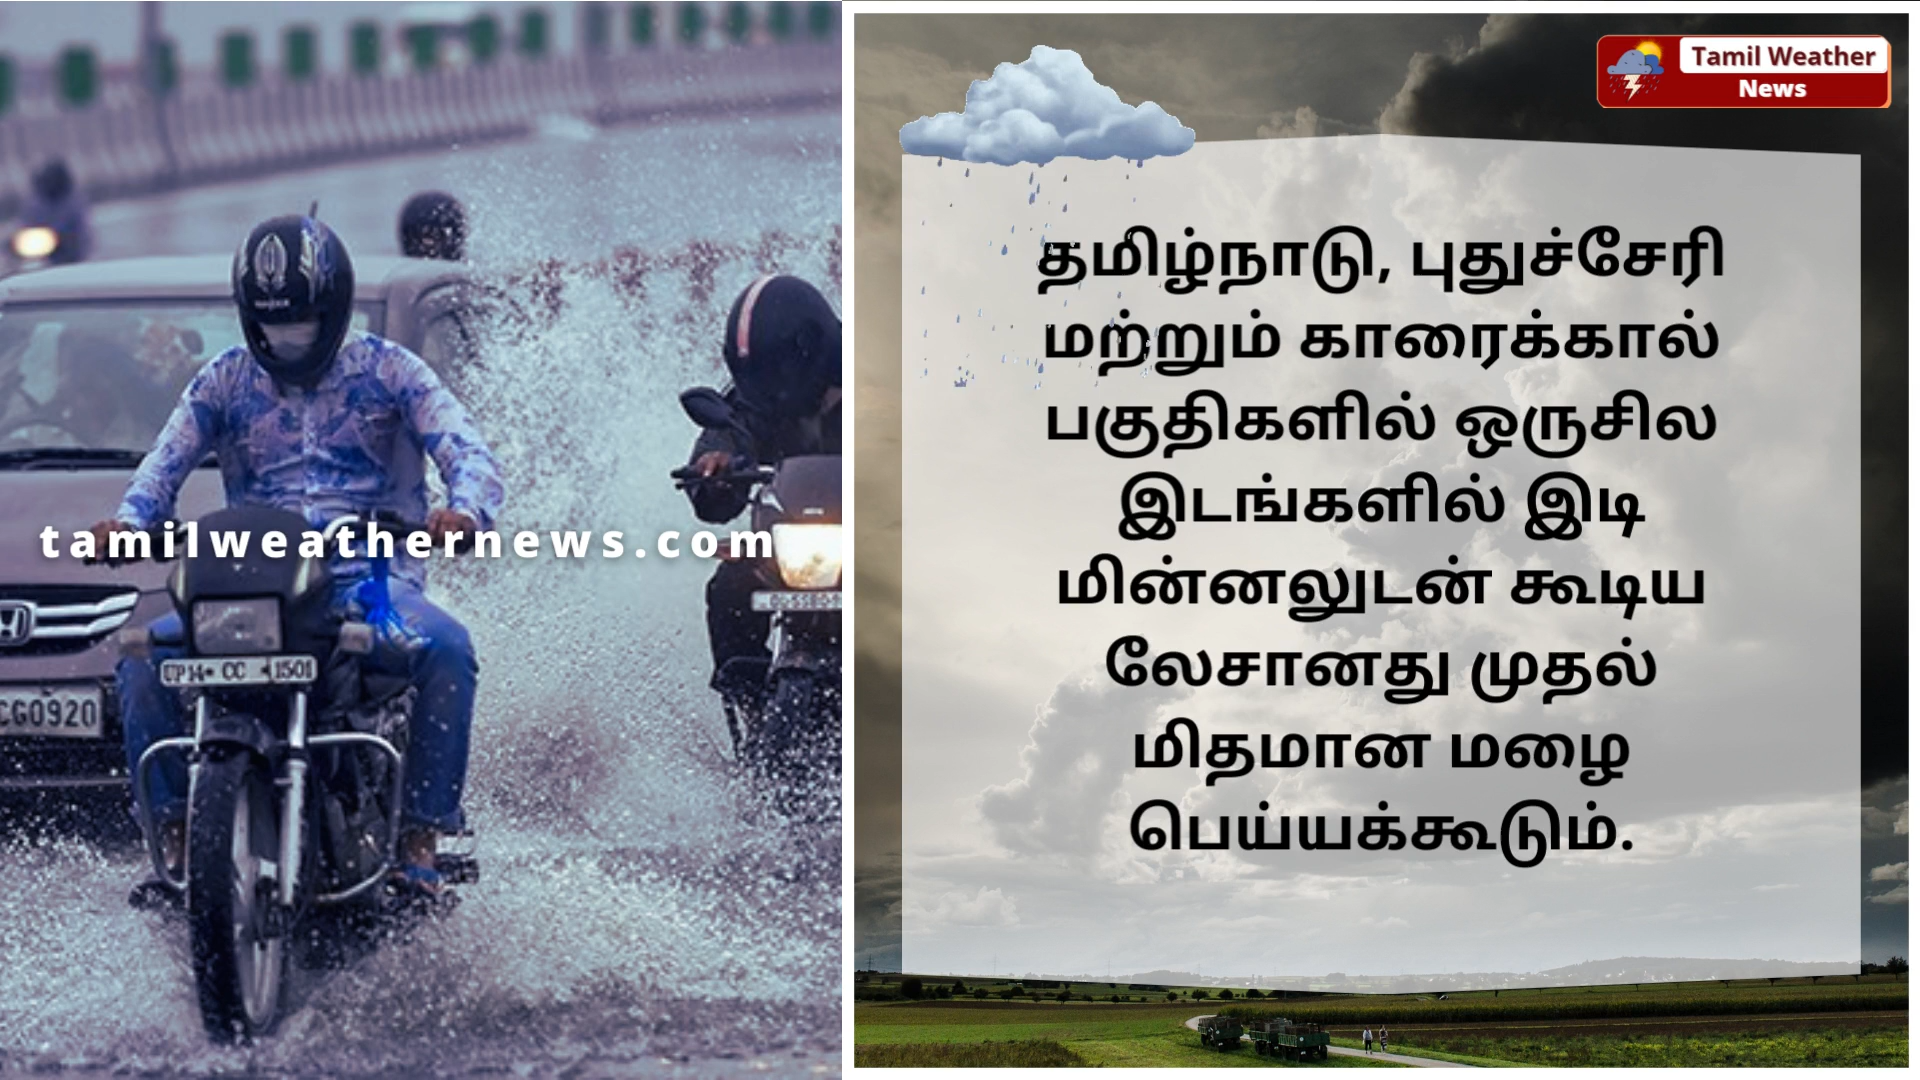 tamilweathernews.com
UP14 CC 1501
CG0920
Tamil Weather
News
தமிழ்நாடு, புதுச்சேரி
மற்றும் காரைக்கால்
பகுதிகளில் ஒருசில
இடங்களில் இடி
மின்னலுடன் கூடிய
லேசானது முதல்
மிதமான மழை
பெய்யக்கூடும்.